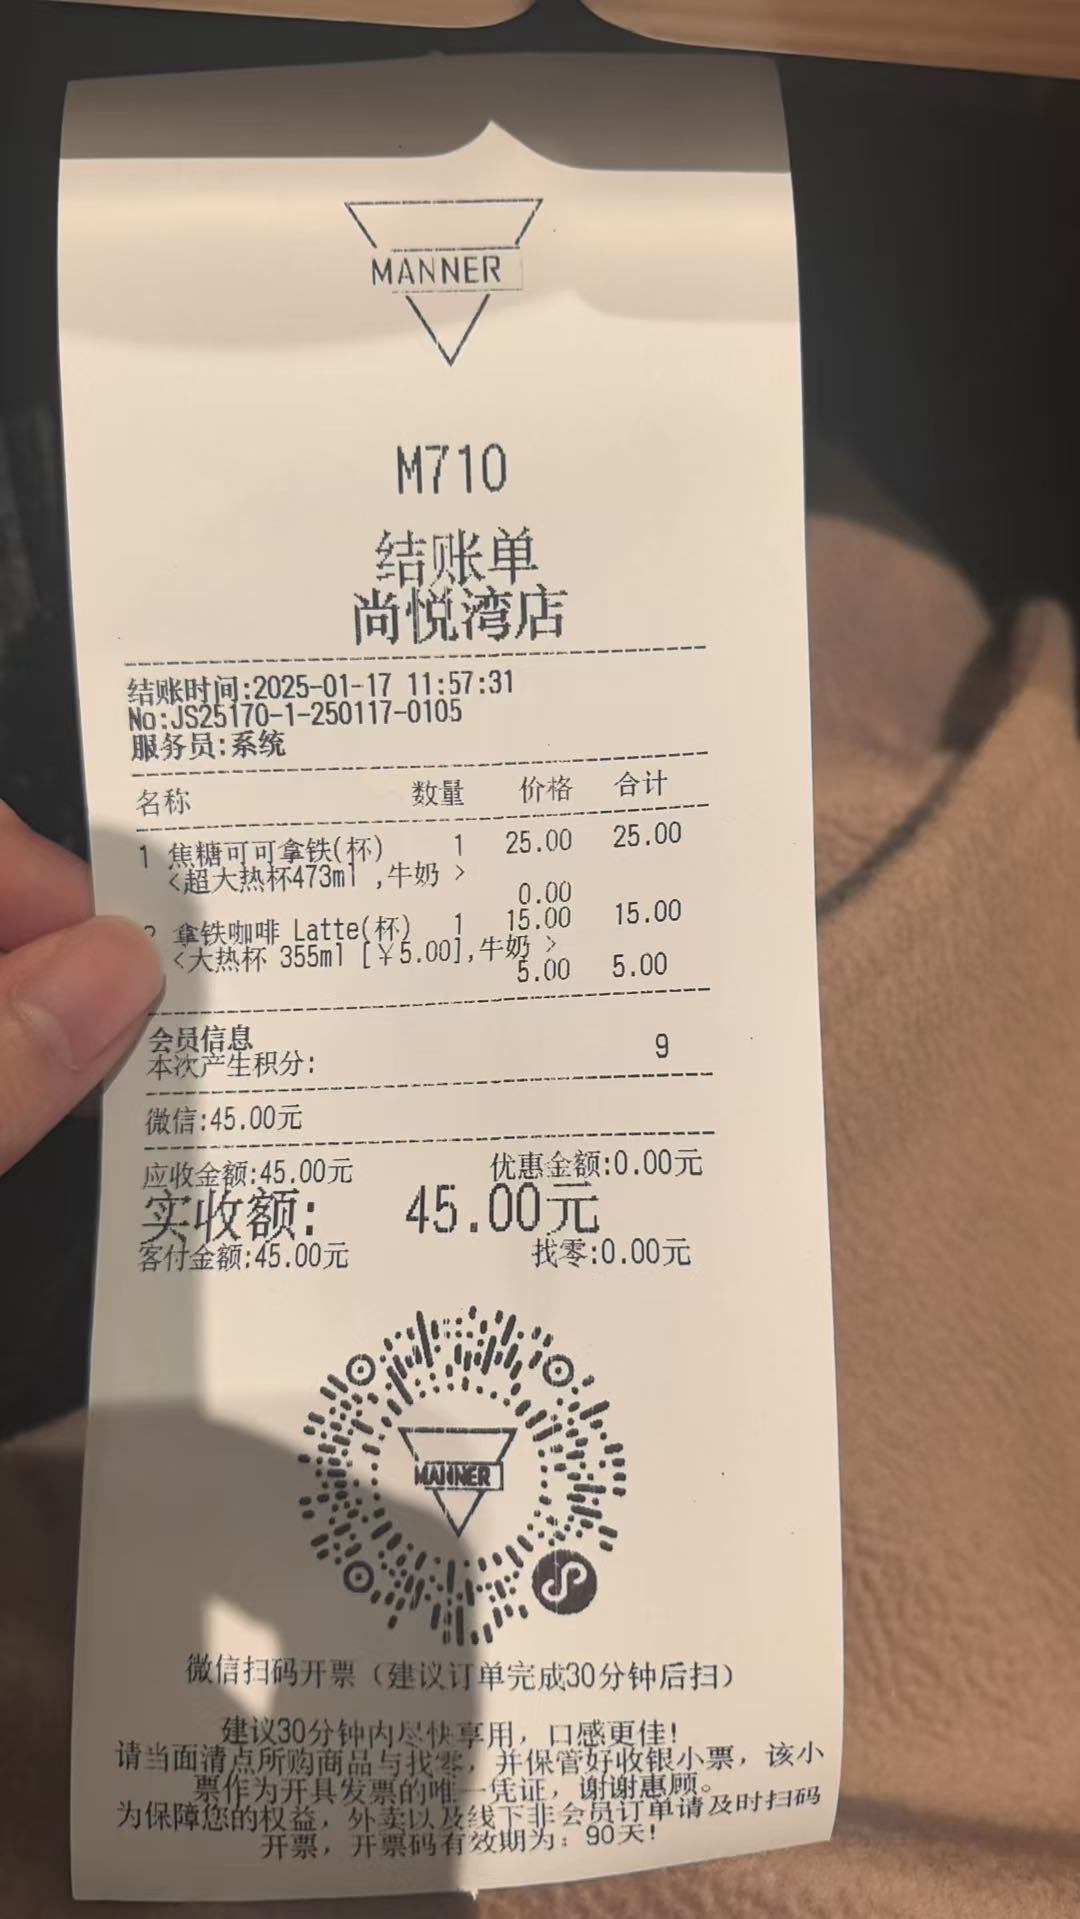 MANNER
M710
结账单
尚悦湾店
结账时间:2025-01-17 11:57:31
No:JS25170-1-250117-0105
服务员:系统
名称 数量 价格 合计
1 焦糖可可拿铁(杯) 1 25.00 25.00
<超大热杯473ml ,牛奶 >
0.00
2 拿铁咖啡 Latte(杯) 1 15.00 15.00
<大热杯 355ml [￥5.00],牛奶 >
5.00 5.00
会员信息
本次产生积分: 9
微信:45.00元
应收金额:45.00元 优惠金额:0.00元
实收额: 45.00元
客付金额:45.00元 找零:0.00元
MANNER
微信扫码开票（建议订单完成30分钟后扫）
建议30分钟内尽快享用，口感更佳!
请当面清点所购商品与找零，并保管好收银小票，该小
票作为开具发票的唯一凭证，谢谢惠顾。
为保障您的权益，外卖以及线下非会员订单请及时扫码
开票，开票码有效期为：90天!